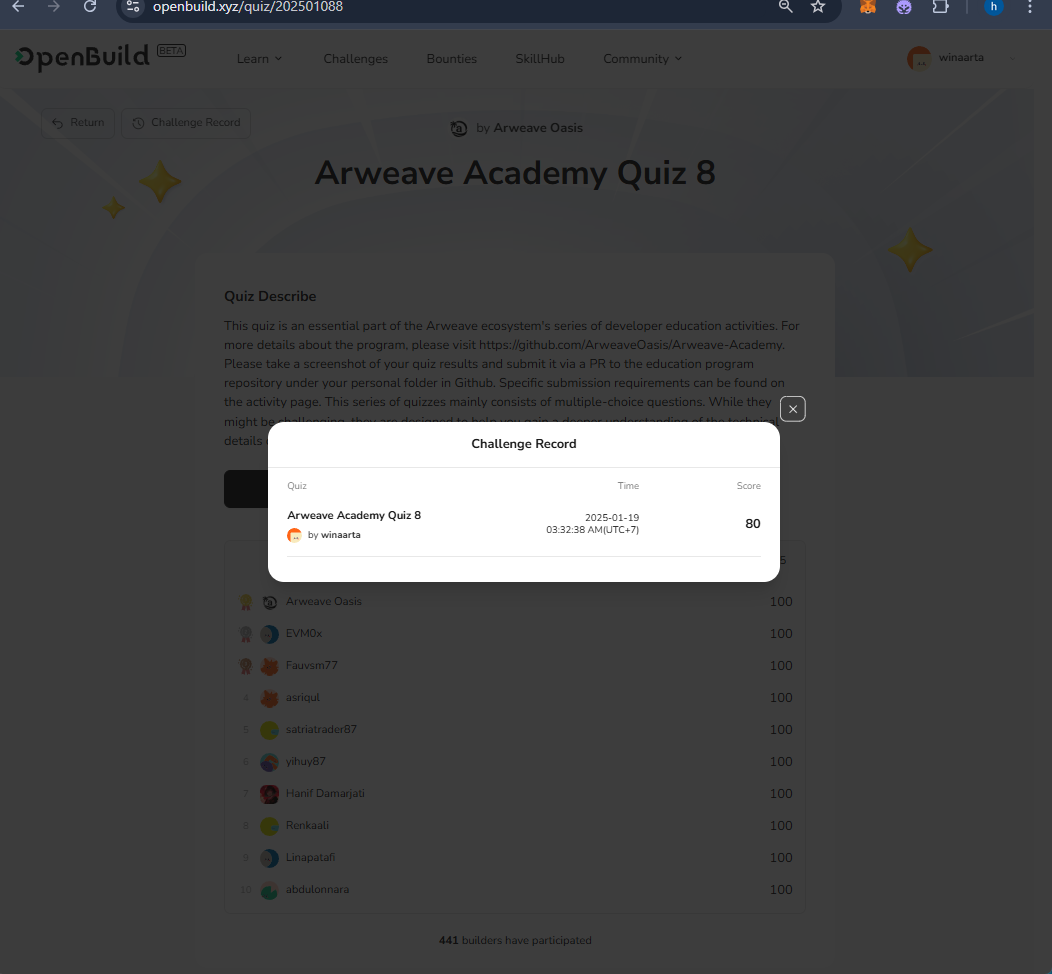 openbuild.xyz/quiz/202501088
h
OpenBuild BETA
Learn
Challenges
Bounties
SkillHub
Community
winaarta
Return
Challenge Record
a by Arweave Oasis
Arweave Academy Quiz 8
Quiz Describe
This quiz is an essential part of the Arweave ecosystem's series of developer education activities. For
more details about the program, please visit https://github.com/ArweaveOasis/Arweave-Academy.
Please take a screenshot of your quiz results and submit it via a PR to the education program
repository under your personal folder in Github. Specific submission requirements can be found on
the activity page. This series of quizzes mainly consists of multiple-choice questions. While they
might be challenging, they are designed to help you gain a deeper understanding of the technical
details
Challenge Record
Quiz Time Score
Arweave Academy Quiz 8
by winaarta
2025-01-19
03:32:38 AM(UTC+7)
80
Arweave Oasis 100
EVM0x 100
Fauvsm77 100
4 asriqul 100
5 satriatrader87 100
6 yihuy87 100
7 Hanif Damarjati 100
8 Renkaali 100
9 Linapatafi 100
10 abdulonnara 100
441 builders have participated